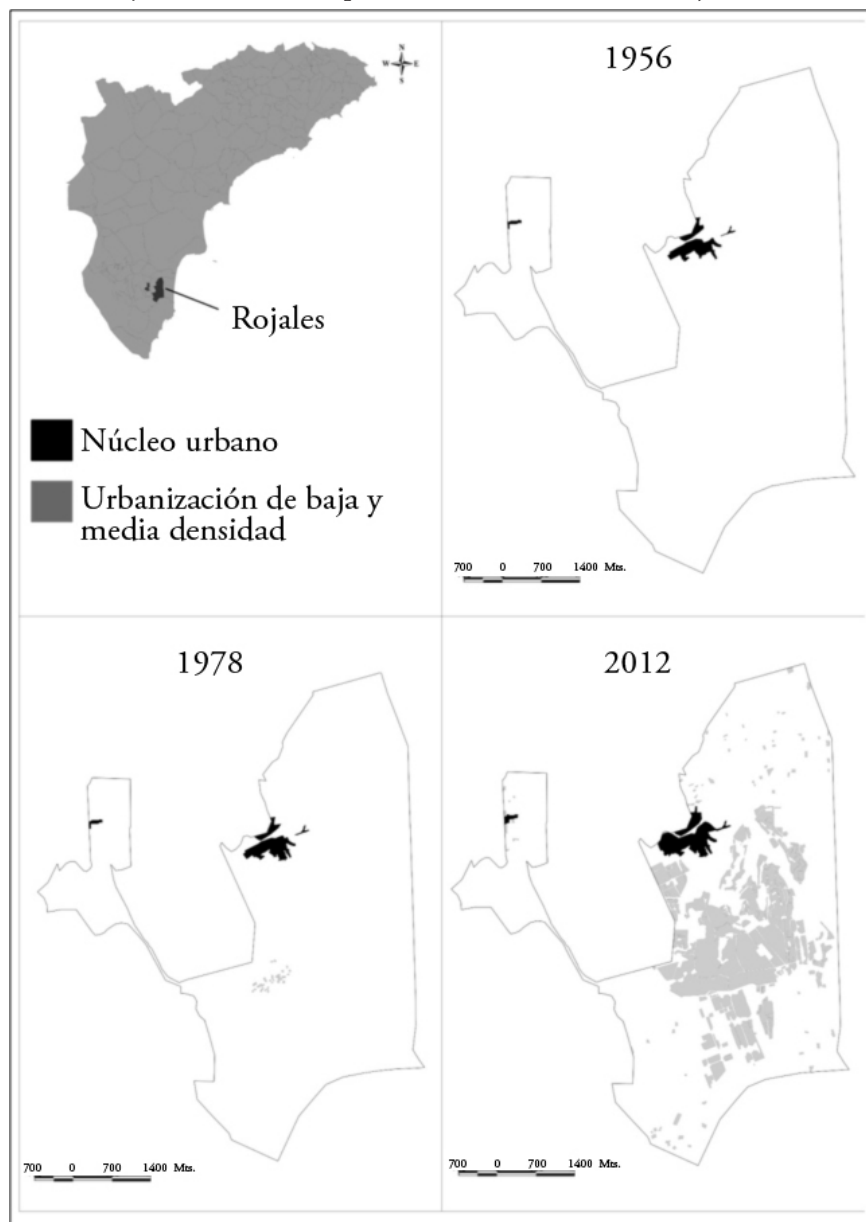 N
W E
S
Rojales
Núcleo urbano
Urbanización de baja y
media densidad
1956
700 0 700 1400 Mts.
1978
700 0 700 1400 Mts.
2012
700 0 700 1400 Mts.